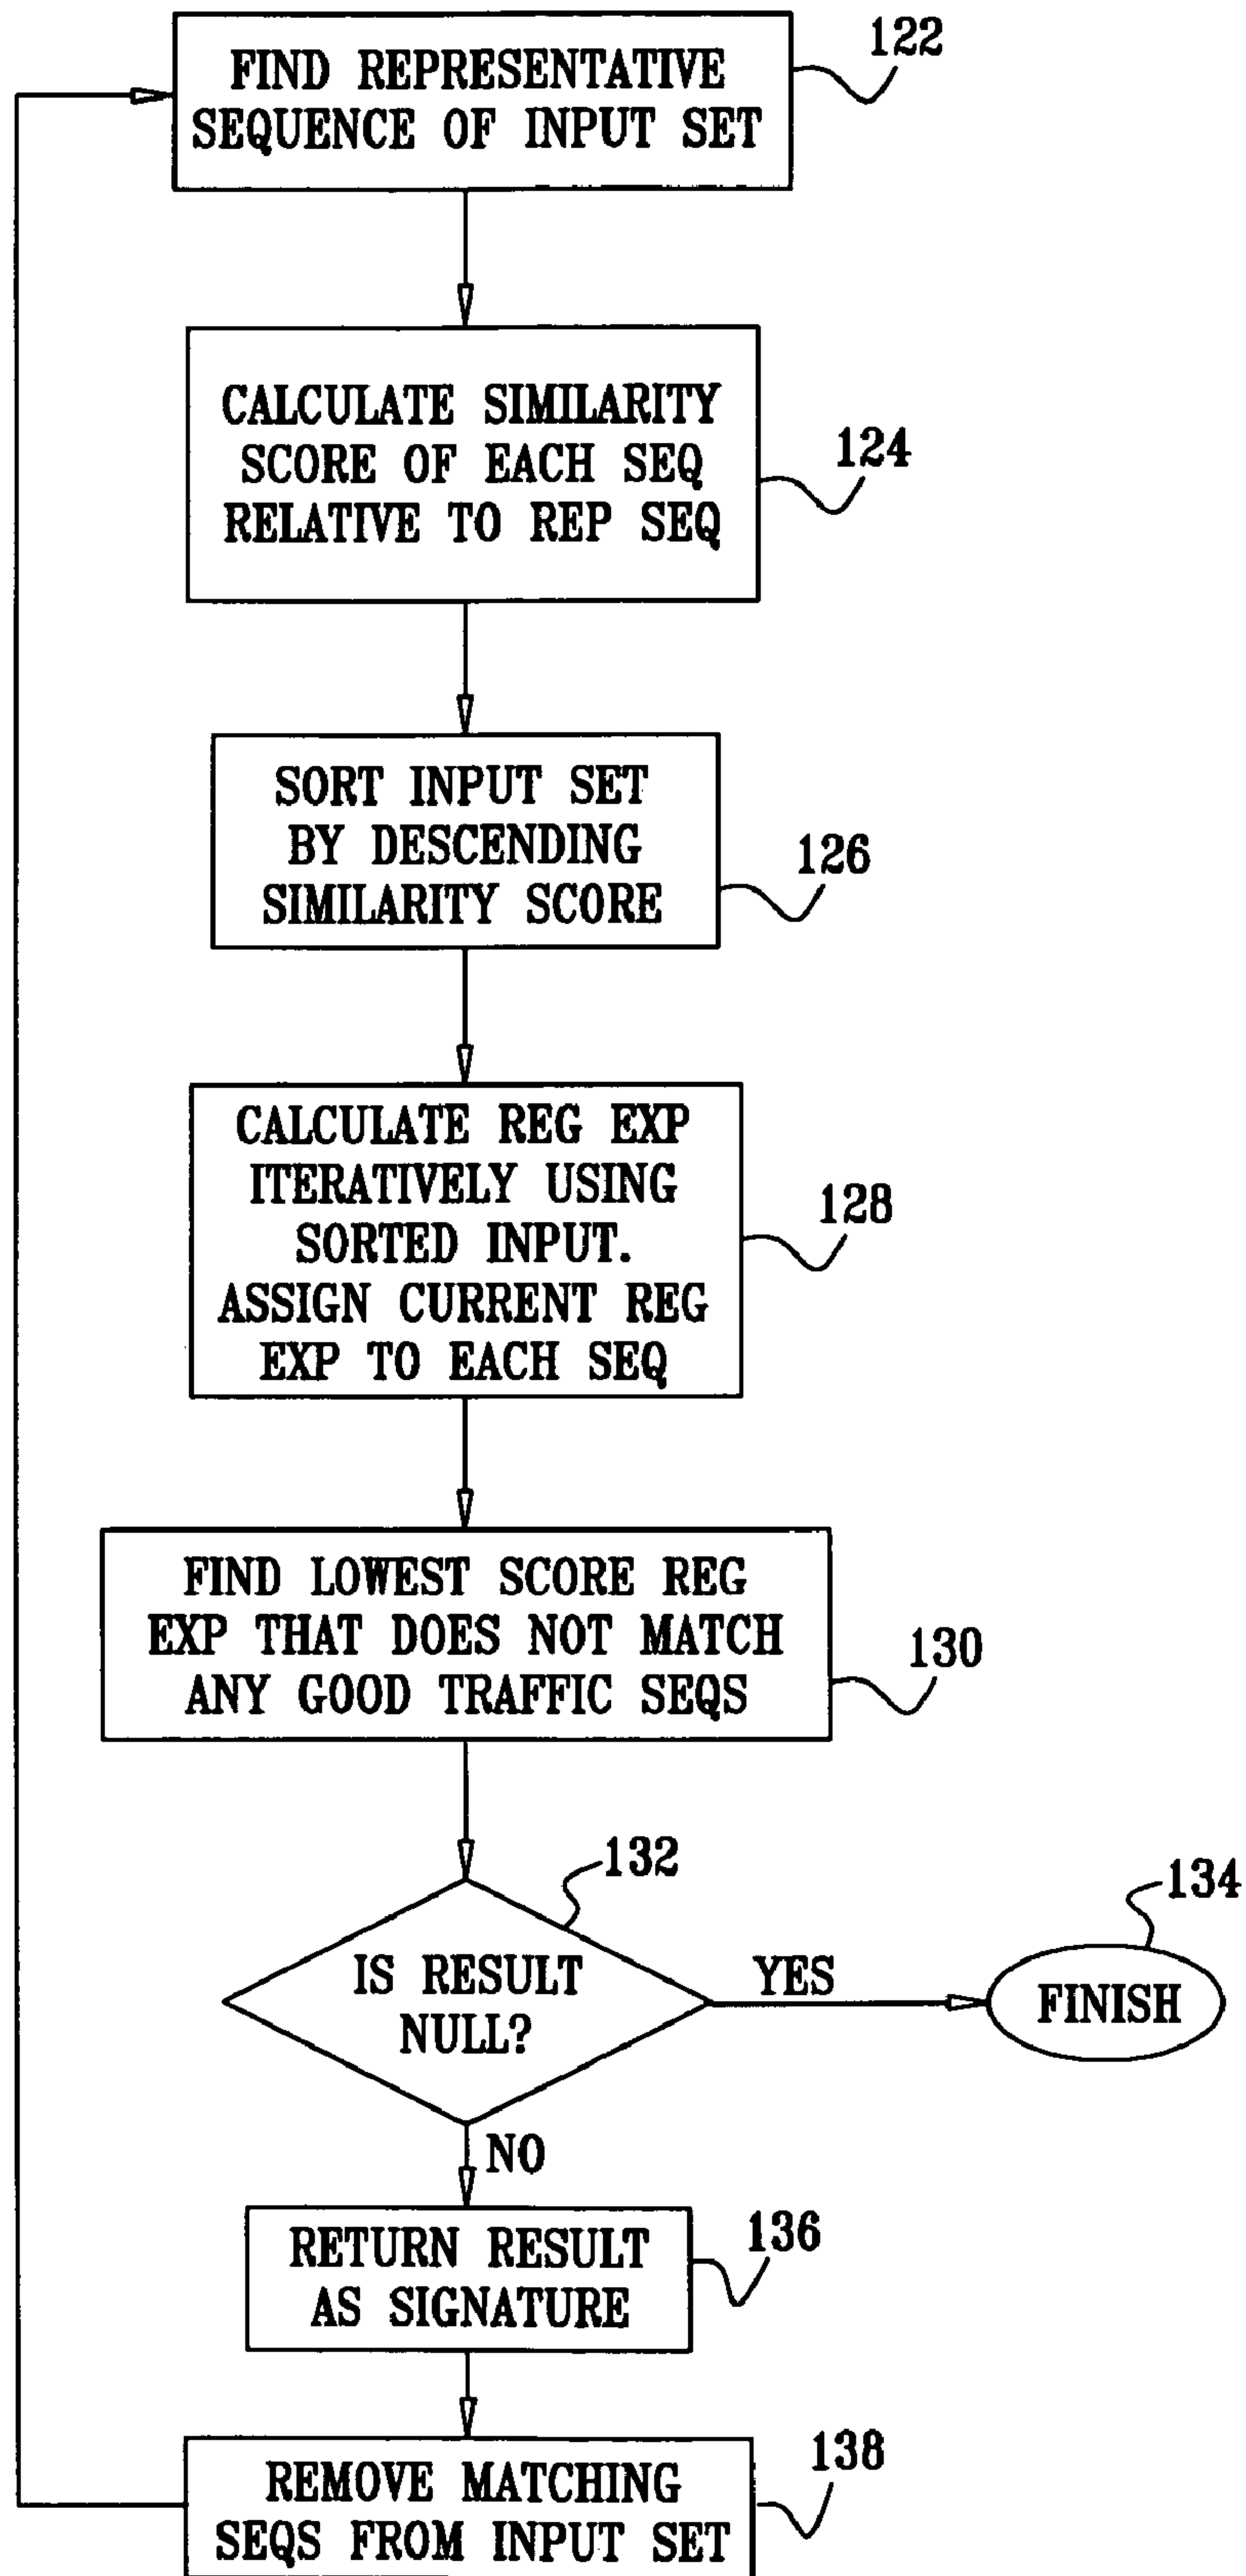 FIND REPRESENTATIVE
SEQUENCE OF INPUT SET
122
CALCULATE SIMILARITY
SCORE OF EACH SEQ
RELATIVE TO REP SEQ
124
SORT INPUT SET
BY DESCENDING
SIMILARITY SCORE
126
CALCULATE REG EXP
ITERATIVELY USING
SORTED INPUT.
ASSIGN CURRENT REG
EXP TO EACH SEQ
128
FIND LOWEST SCORE REG
EXP THAT DOES NOT MATCH
ANY GOOD TRAFFIC SEQS
130
132
IS RESULT
NULL?
YES
134
FINISH
NO
RETURN RESULT
AS SIGNATURE
136
REMOVE MATCHING
SEQS FROM INPUT SET
138